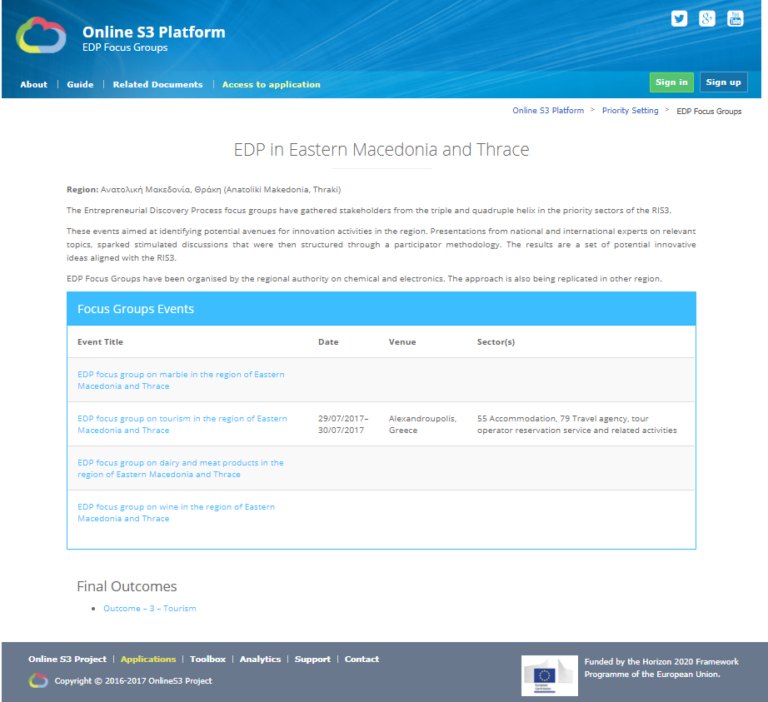 Online S3 Platform
EDP Focus Groups
You Tube
g+
About | Guide | Related Documents | Access to application
Sign in
Sign up
Online S3 Platform > Priority Setting > EDP Focus Groups
EDP in Eastern Macedonia and Thrace
Region: Ανατολική Μακεδονία, Θράκη (Anatoliki Makedonia, Thraki)
The Entrepreneurial Discovery Process focus groups have gathered stakeholders from the triple and quadruple helix in the priority sectors of the RIS3.
These events aimed at identifying potential avenues for innovation activities in the region. Presentations from national and international experts on relevant
topics, sparked stimulated discussions that were then structured through a participator methodology. The results are a set of potential innovative
ideas aligned with the RIS3.
EDP Focus Groups have been organised by the regional authority on chemical and electronics. The approach is also being replicated in other region.
Focus Groups Events
Event Title Date Venue Sector(s)
EDP focus group on marble in the region of Eastern
Macedonia and Thrace
EDP focus group on tourism in the region of Eastern 29/07/2017– Alexandroupolis, 55 Accommodation, 79 Travel agency, tour
Macedonia and Thrace 30/07/2017 Greece operator reservation service and related activities
EDP focus group on dairy and meat products in the
region of Eastern Macedonia and Thrace
EDP focus group on wine in the region of Eastern
Macedonia and Thrace
Final Outcomes
Outcome – 3 – Tourism
Online S3 Project | Applications | Toolbox | Analytics | Support | Contact
Copyright © 2016-2017 OnlineS3 Project
European
Commission
Funded by the Horizon 2020 Framework
Programme of the European Union.